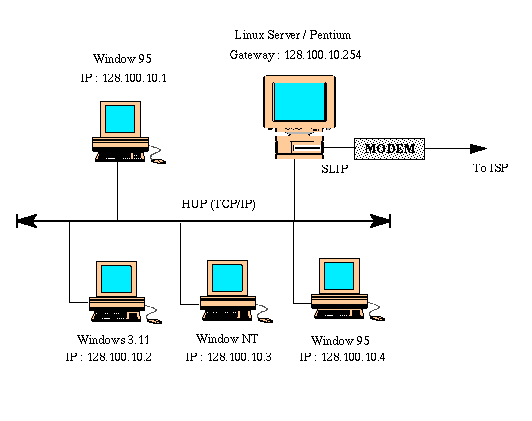 Linux Server / Pentium
Gateway : 128.100.10.254
Window 95
IP : 128.100.10.1
MODEM
SLIP
To ISP
HUP (TCP/IP)
Windows 3.11
IP : 128.100.10.2
Window NT
IP : 128.100.10.3
Window 95
IP : 128.100.10.4